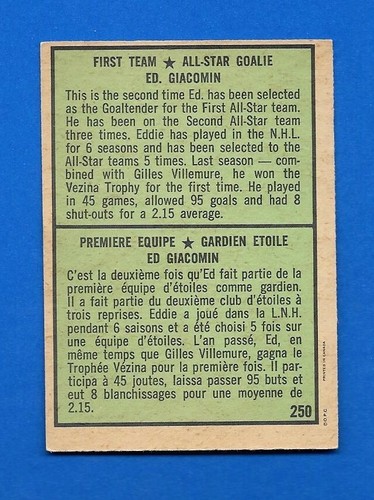 FIRST TEAM ★ ALL-STAR GOALIE
ED. GIACOMIN
This is the second time Ed. has been selected
as the Goaltender for the First All-Star team.
He has been on the Second All-Star team
three times. Eddie has played in the N.H.L.
for 6 seasons and has been selected to the
All-Star teams 5 times. Last season — com-
bined with Gilles Villemure, he won the
Vezina Trophy for the first time. He played
in 45 games, allowed 95 goals and had 8
shut-outs for a 2.15 average.
PREMIERE EQUIPE ★ GARDIEN ETOILE
ED GIACOMIN
C'est la deuxième fois qu'Ed fait partie de la
première équipe d'étoiles comme gardien.
Il a fait partie du deuxième club d'étoiles à
trois reprises. Eddie a joué dans la L.N.H.
pendant 6 saisons et a été choisi 5 fois sur
une équipe d'étoiles. L'an passé, Ed, en
même temps que Gilles Villemure, gagna le
Trophée Vézina pour la première fois. Il par-
ticipa à 45 joutes, laissa passer 95 buts et
eut 8 blanchissages pour une moyenne de
2.15.
250
O.P.C. PRINTED IN CANADA